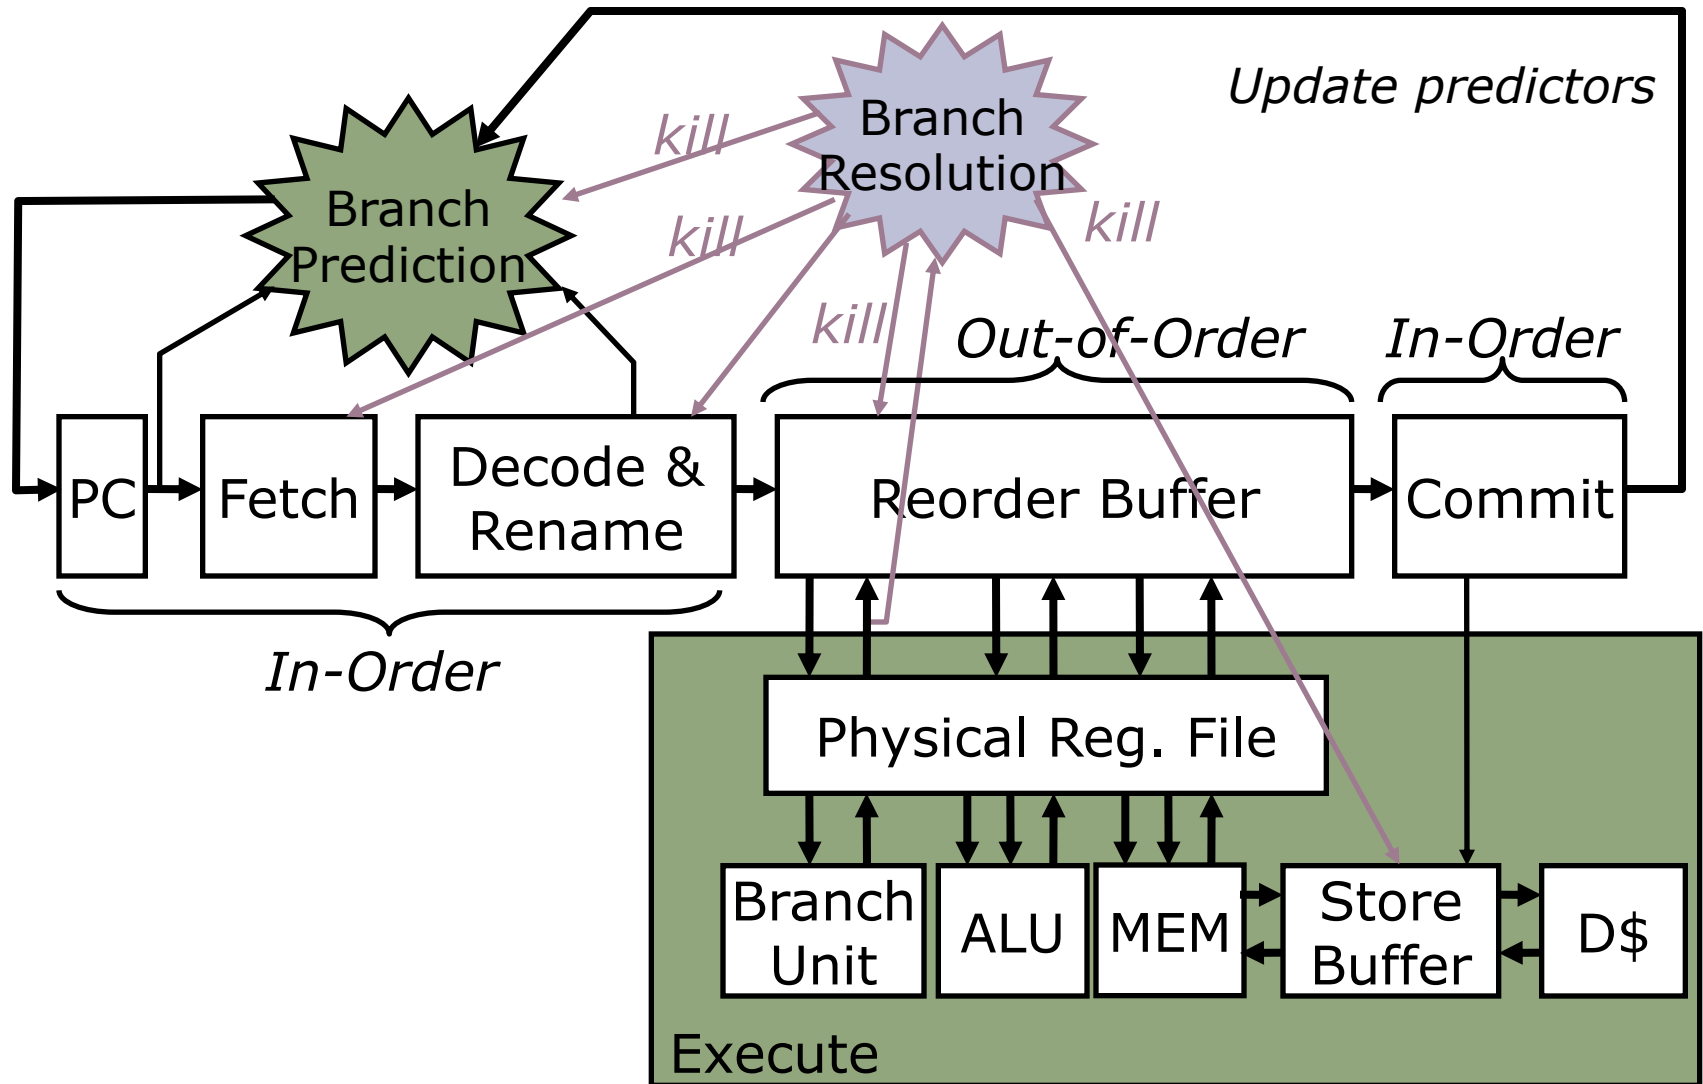 Update predictors
Branch
Resolution
kill
kill
kill
kill
Branch
Prediction
Out-of-Order
In-Order
PC
Fetch
Decode &
Rename
Reorder Buffer
Commit
In-Order
Physical Reg. File
Branch
Unit
ALU
MEM
Store
Buffer
D$
Execute